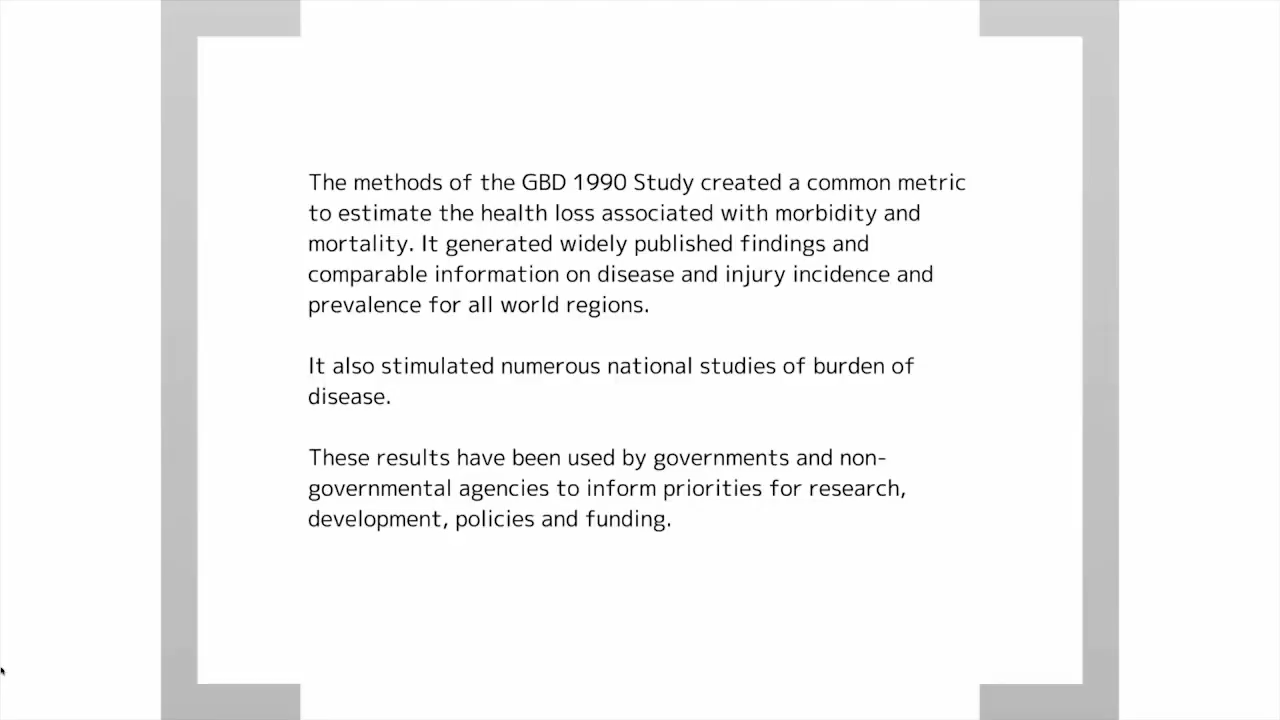 The methods of the GBD 1990 Study created a common metric
to estimate the health loss associated with morbidity and
mortality. It generated widely published findings and
comparable information on disease and injury incidence and
prevalence for all world regions.
It also stimulated numerous national studies of burden of
disease.
These results have been used by governments and non-
governmental agencies to inform priorities for research,
development, policies and funding.